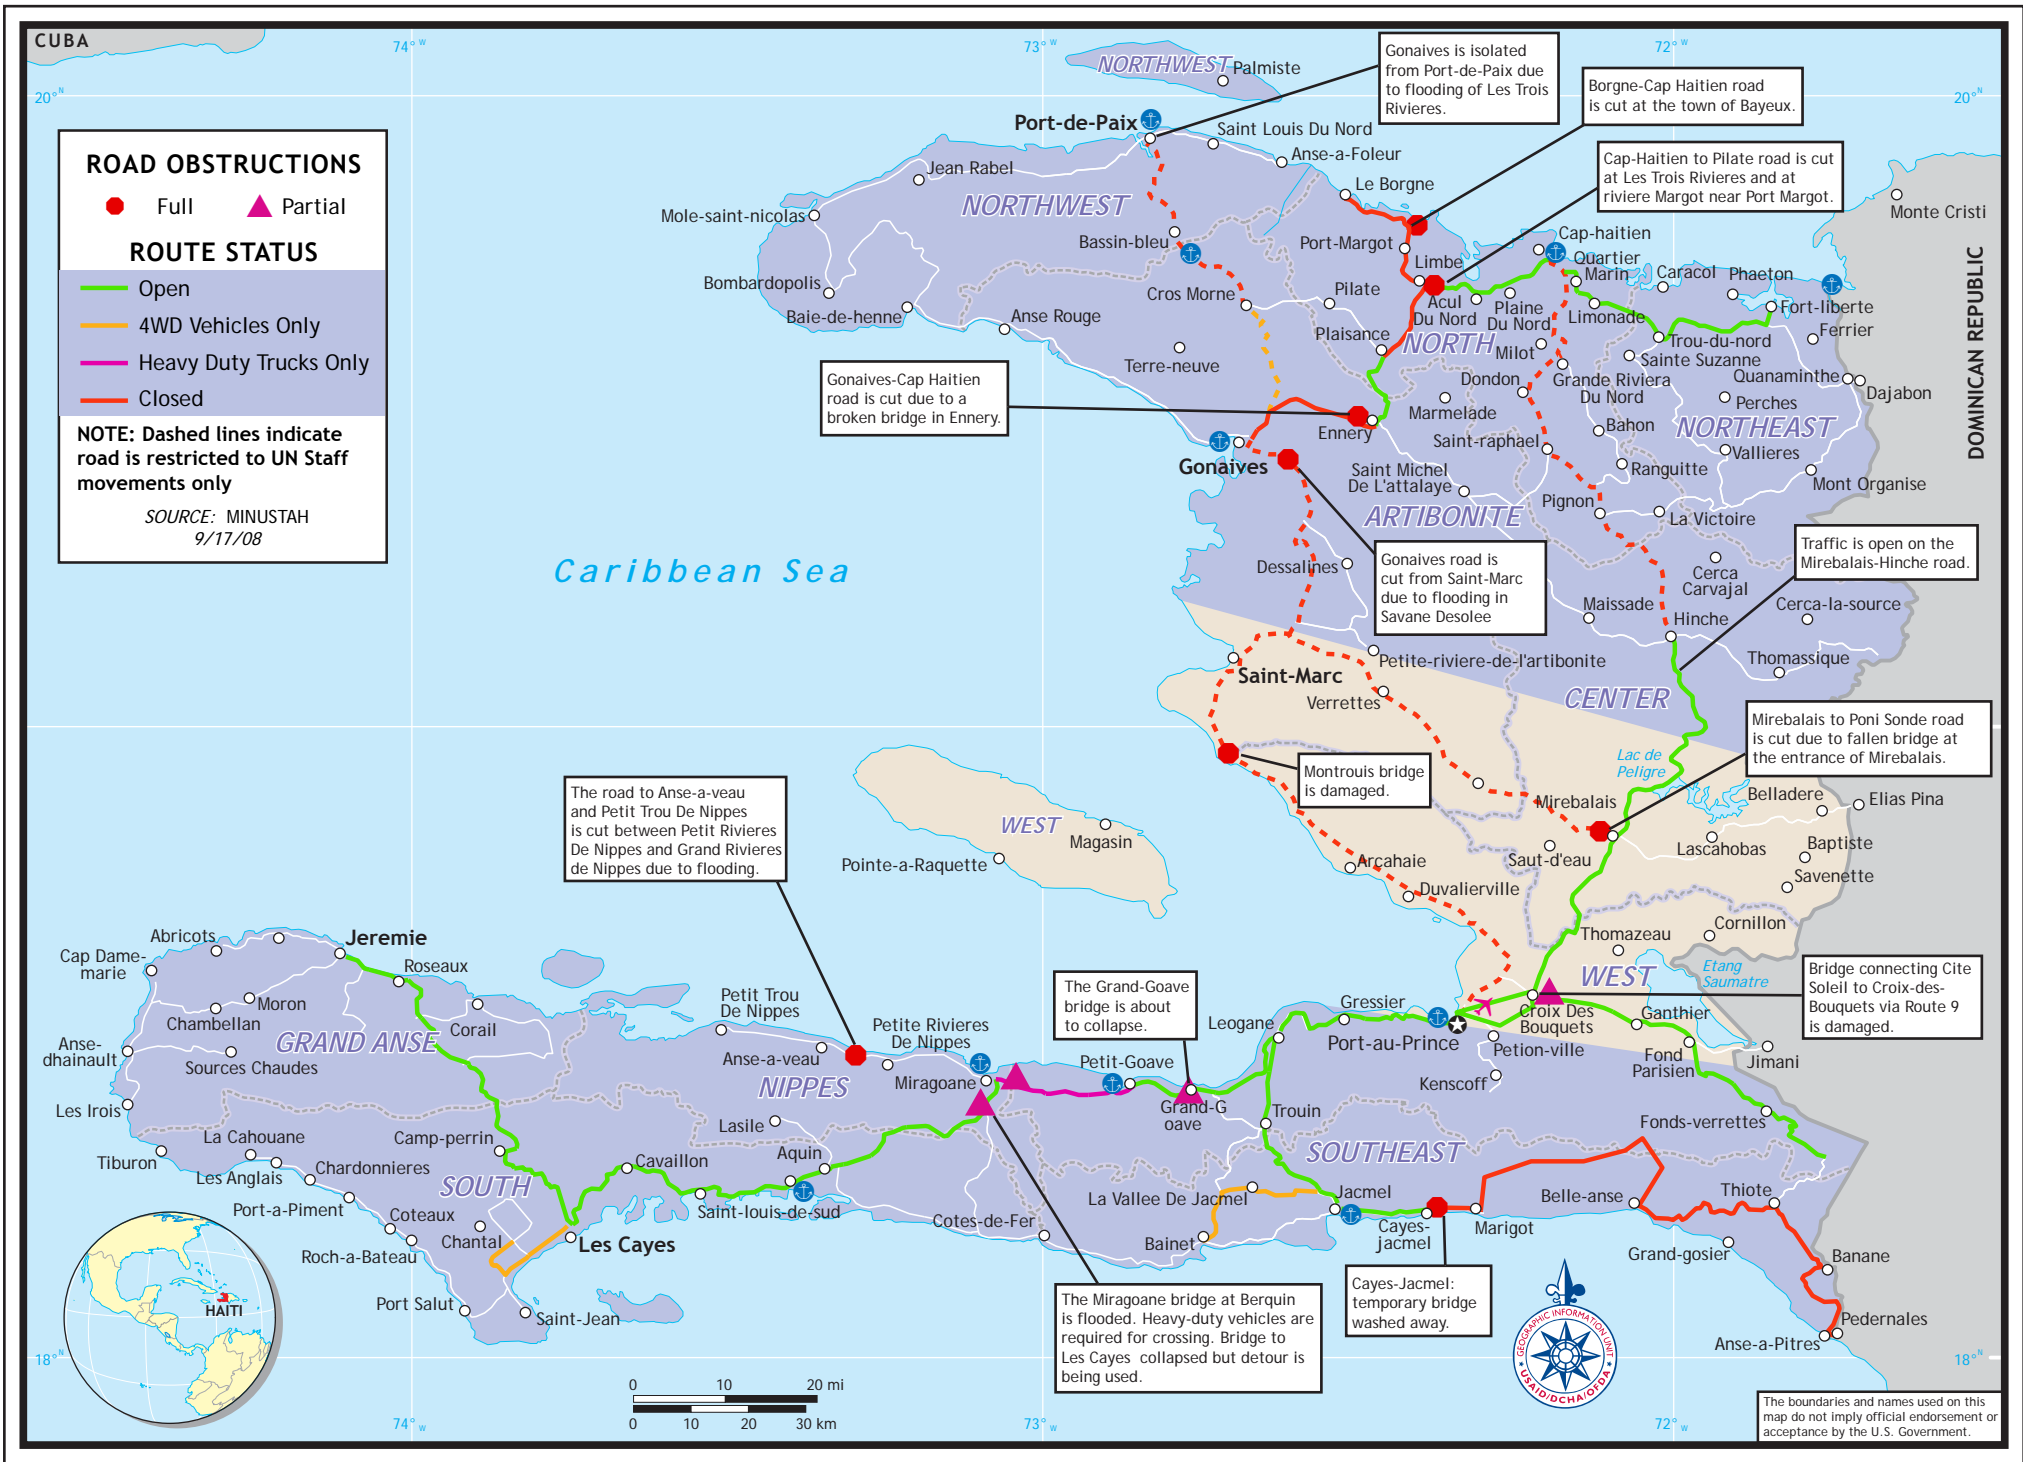 CUBA
74° W
73° W
72° W
20° N
20° N
ROAD OBSTRUCTIONS
Full
Partial
ROUTE STATUS
Open
4WD Vehicles Only
Heavy Duty Trucks Only
Closed
NOTE: Dashed lines indicate
road is restricted to UN Staff
movements only
SOURCE: MINUSTAH
9/17/08
Gonaives is isolated
from Port-de-Paix due
to flooding of Les Trois
Rivieres.
Borgne-Cap Haitien road
is cut at the town of Bayeux.
Cap-Haitien to Pilate road is cut
at Les Trois Rivieres and at
riviere Margot near Port Margot.
NORTHWEST
Palmiste
Port-de-Paix
Saint Louis Du Nord
Anse-a-Foleur
Le Borgne
Jean Rabel
NORTHWEST
Mole-saint-nicolas
Bassin-bleu
Port-Margot
Limbe
Cap-haitien
Quartier
Marin
Caracol
Phaeton
Monte Cristi
Bombardopolis
Baie-de-henne
Anse Rouge
Cros Morne
Pilate
Acul
Du Nord
Plaine
Du Nord
Limonade
Fort-liberte
Ferrier
Plaisance
NORTH
Milot
Trou-du-nord
Sainte Suzanne
Terre-neuve
Dondon
Grande Riviera
Du Nord
Quanaminthe
Dajabon
Perches
Marmelade
Gonaives-Cap Haitien
road is cut due to a
broken bridge in Ennery.
Ennery
Saint-raphael
Bahon
NORTHEAST
Vallieres
Ranguitte
Mont Organise
Gonaives
Saint Michel
De L'attalaye
Pignon
La Victoire
ARTIBONITE
DOMINICAN REPUBLIC
Caribbean Sea
Dessalines
Gonaives road is
cut from Saint-Marc
due to flooding in
Savane Desolee
Traffic is open on the
Mirebalais-Hinche road.
Cerca
Carvajal
Maissade
Hinche
Cerca-la-source
Thomassique
Petite-riviere-de-l'artibonite
Saint-Marc
Verrettes
CENTER
Mirebalais to Poni Sonde road
is cut due to fallen bridge at
the entrance of Mirebalais.
Lac de
Peligre
Montrouis bridge
is damaged.
Mirebalais
Belladere
Elias Pina
Lascahobas
Baptiste
Saut-d'eau
Savenette
The road to Anse-a-veau
and Petit Trou De Nippes
is cut between Petit Rivieres
De Nippes and Grand Rivieres
de Nippes due to flooding.
WEST
Magasin
Pointe-a-Raquette
Arcahaie
Duvalierville
Cornillon
Thomazeau
WEST
Etang
Saumatre
Bridge connecting Cite
Soleil to Croix-des-
Bouquets via Route 9
is damaged.
Abricots
Jeremie
Cap Dame-
marie
Roseaux
Moron
Chambellan
Corail
GRAND ANSE
Anse-
dhainault
Sources Chaudes
Les Irois
Petit Trou
De Nippes
Petite Rivieres
De Nippes
Anse-a-veau
NIPPES
Miragoane
The Grand-Goave
bridge is about
to collapse.
Petit-Goave
Grand-G
oave
Leogane
Gressier
Port-au-Prince
Croix Des
Bouquets
Ganthier
Petion-ville
Kenscoff
Fond
Parisien
Jimani
Fonds-verrettes
Trouin
SOUTHEAST
Lasile
La Cahouane
Camp-perrin
Tiburon
Les Anglais
Chardonnieres
SOUTH
Cavaillon
Aquin
Port-a-Piment
Coteaux
Saint-louis-de-sud
Chantal
Roch-a-Bateau
Les Cayes
Port Salut
Saint-Jean
Cotes-de-Fer
La Vallee De Jacmel
Bainet
Jacmel
Cayes-
jacmel
Marigot
Belle-anse
Thiote
Grand-gosier
Banane
Pedernales
Anse-a-Pitres
HAITI
The Miragoane bridge at Berquin
is flooded. Heavy-duty vehicles are
required for crossing. Bridge to
Les Cayes collapsed but detour is
being used.
Cayes-Jacmel:
temporary bridge
washed away.
GEOGRAPHIC INFORMATION UNIT
USAID/DCHA/OFDA
18° N
18° N
0 10 20 mi
0 10 20 30 km
74° W
73° W
72° W
The boundaries and names used on this
map do not imply official endorsement or
acceptance by the U.S. Government.